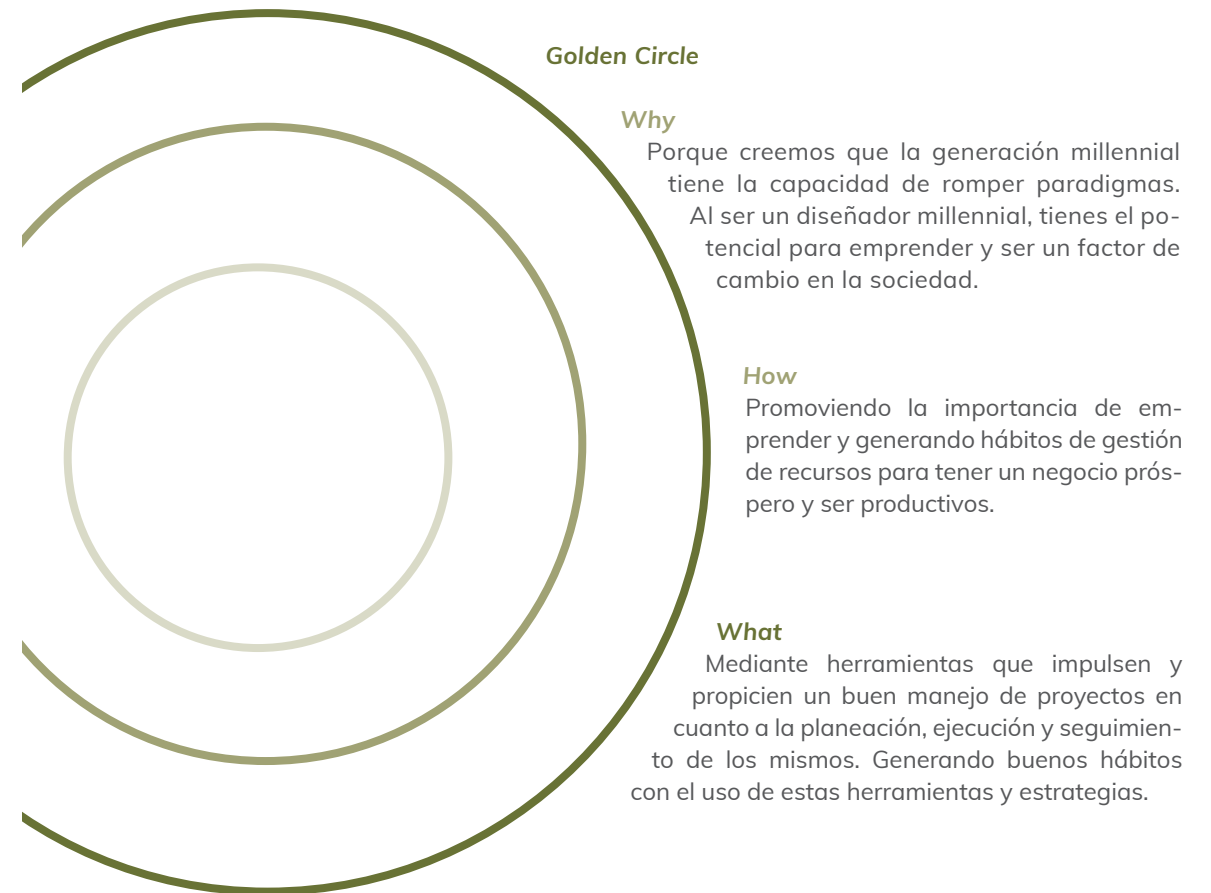 Golden Circle
Why
Porque creemos que la generación millennial
tiene la capacidad de romper paradigmas.
Al ser un diseñador millennial, tienes el po-
tencial para emprender y ser un factor de
cambio en la sociedad.
How
Promoviendo la importancia de em-
prender y generando hábitos de gestión
de recursos para tener un negocio prós-
pero y ser productivos.
What
Mediante herramientas que impulsen y
propicien un buen manejo de proyectos en
cuanto a la planeación, ejecución y seguimien-
to de los mismos. Generando buenos hábitos
con el uso de estas herramientas y estrategias.